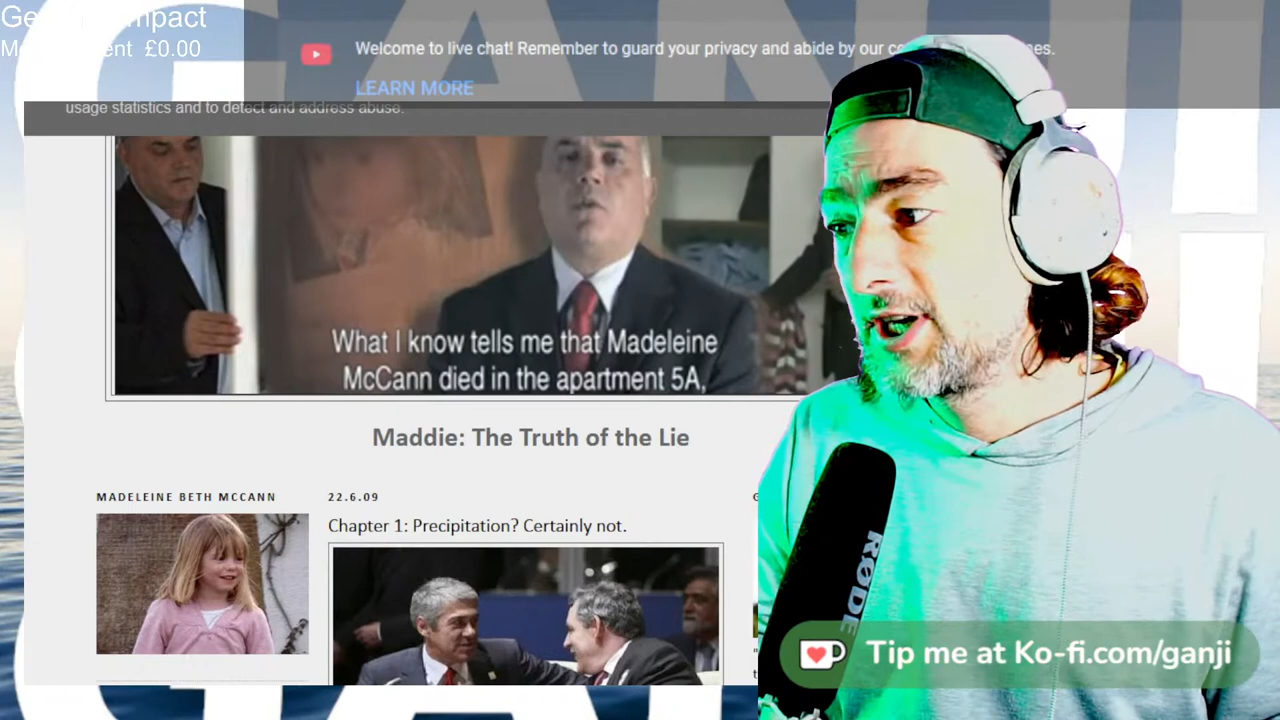 Welcome to live chat! Remember to guard your privacy and abide by our
LEARN MORE
£0.00
usage statistics and to detect and address abuse.
What I know tells me that Madeleine
McCann died in the apartment 5A,
Maddie: The Truth of the Lie
MADELEINE BETH MCCANN
22.6.09
Chapter 1: Precipitation? Certainly not.
RØDE
Tip me at Ko-fi.com/ganji